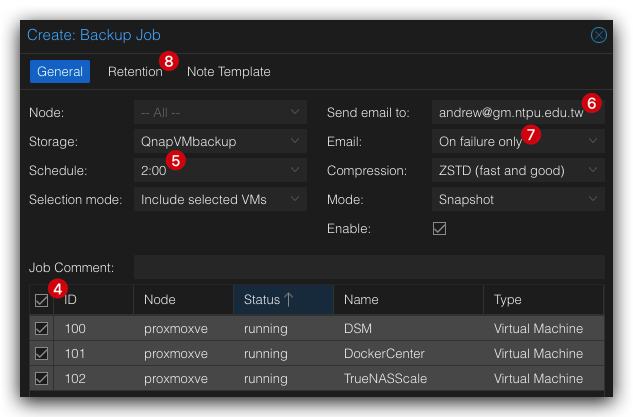 Create: Backup Job
General Retention 8 Note Template
Node: -- All -- Send email to: andrew@gm.ntpu.edu.tw 6
Storage: QnapVMbackup Email: On failure only 7
Schedule: 2:00 5 Compression: ZSTD (fast and good)
Selection mode: Include selected VMs Mode: Snapshot
Enable:
Job Comment:
4 ID Node Status ↑ Name Type
100 proxmoxve running DSM Virtual Machine
101 proxmoxve running DockerCenter Virtual Machine
102 proxmoxve running TrueNASScale Virtual Machine